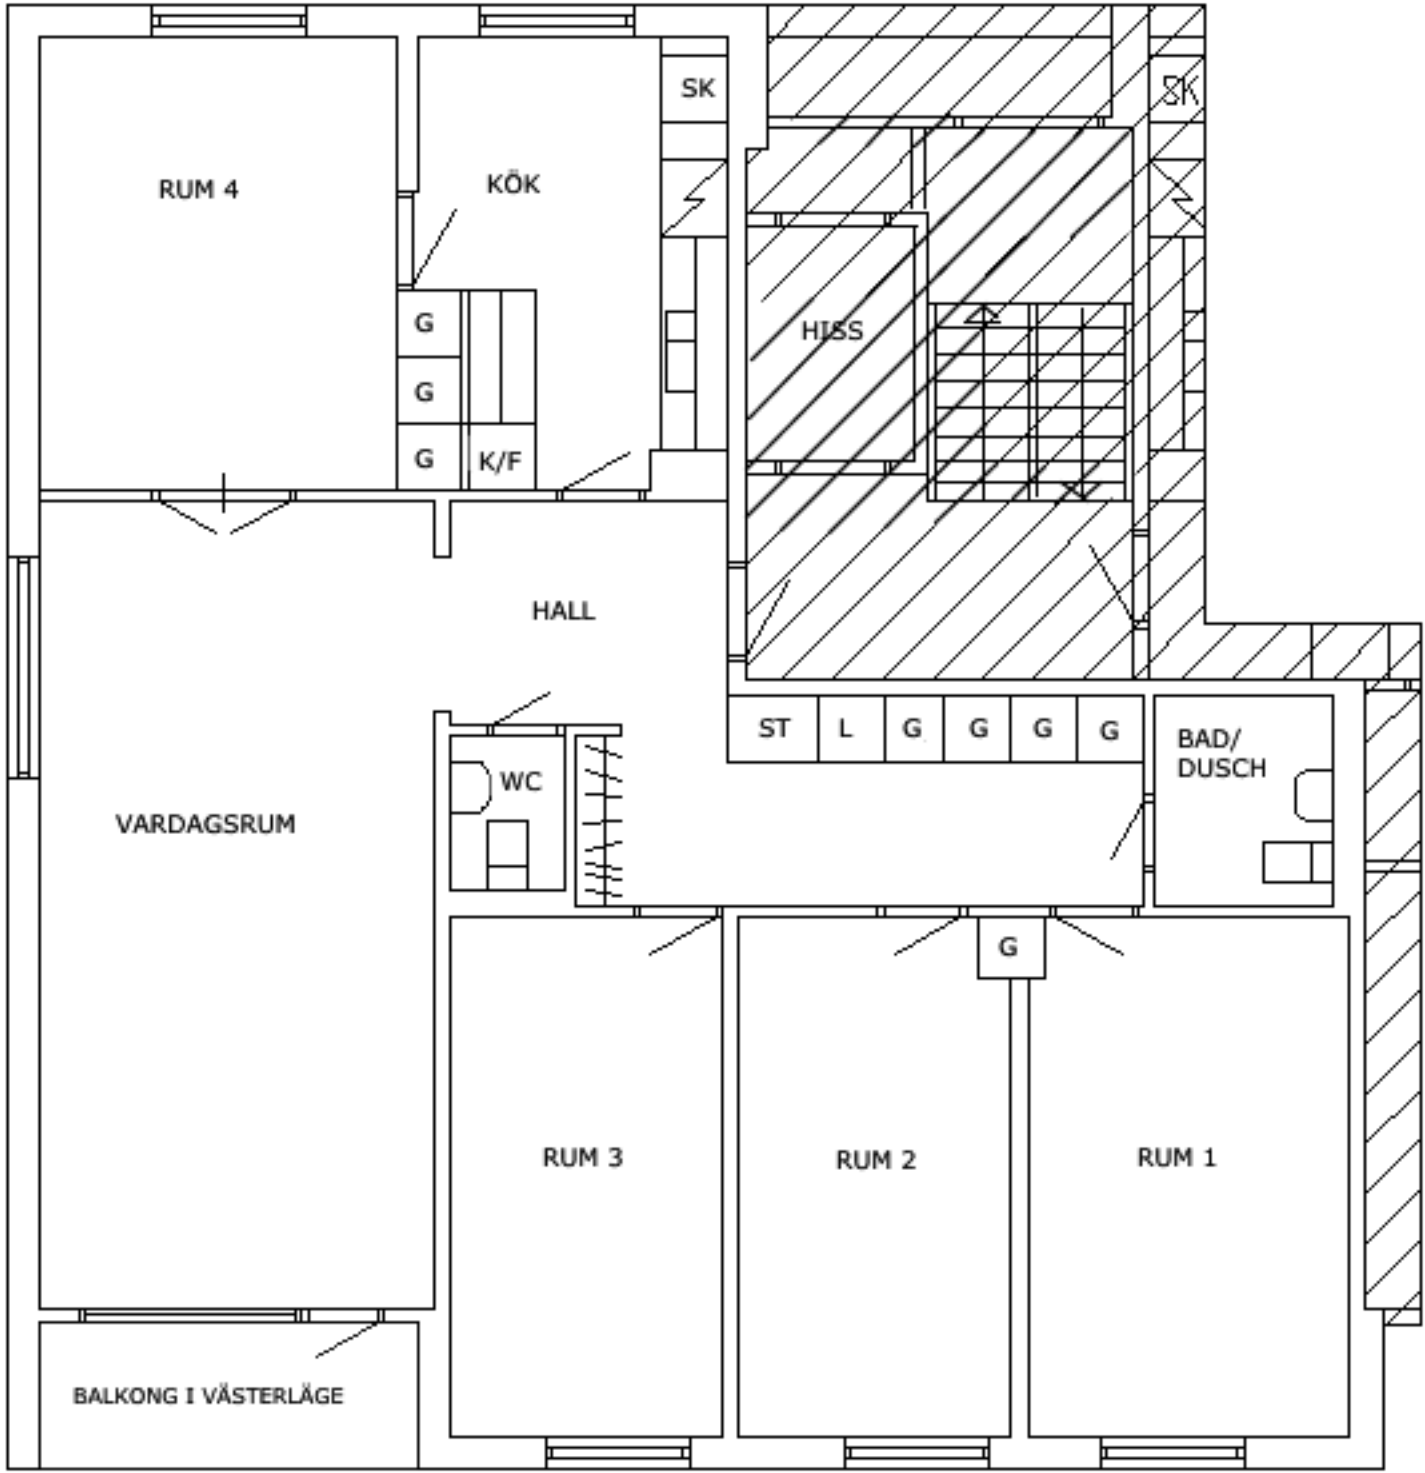 SK
SK
RUM 4
KÖK
HISS
G
G
G
K/F
HALL
ST
L
G
G
G
G
BAD/
DUSCH
WC
VARDAGSRUM
G
RUM 3
RUM 2
RUM 1
BALKONG I VÄSTERLÄGE